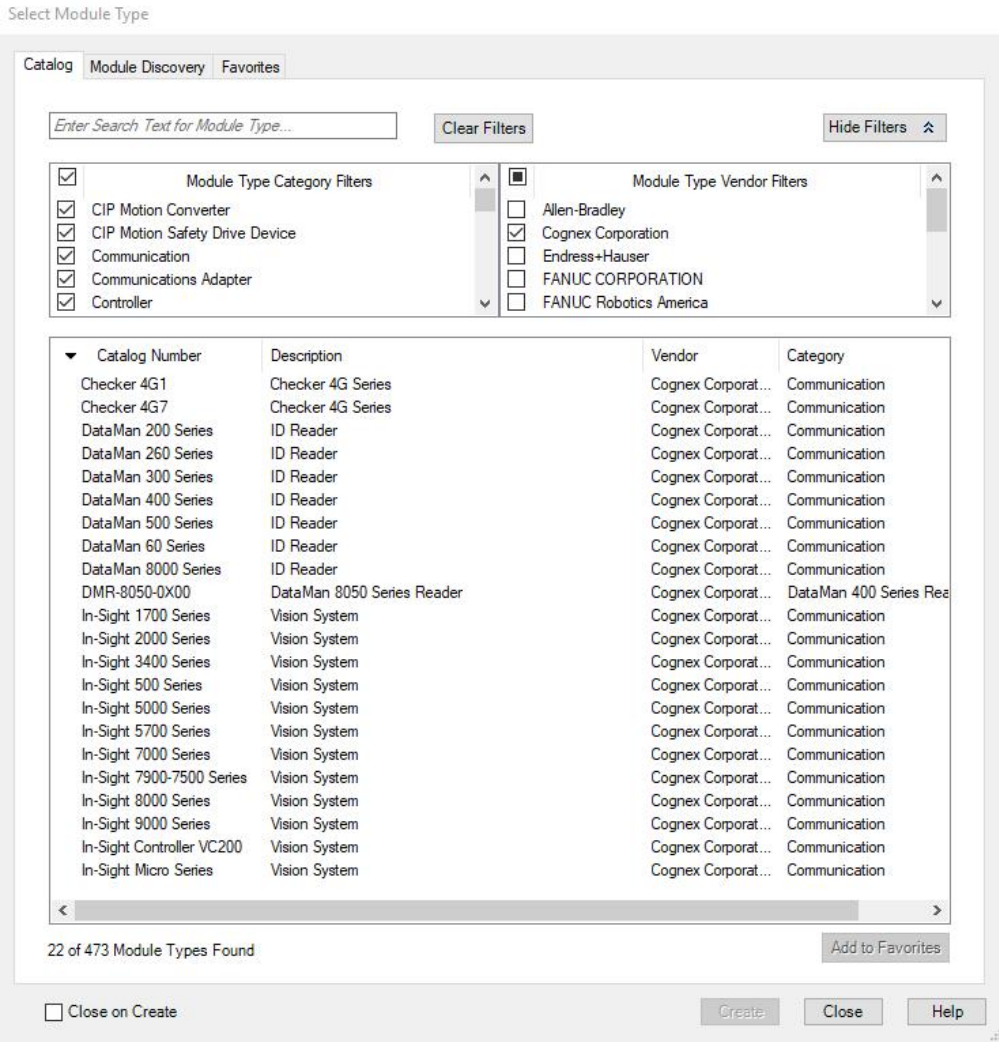 Select Module Type
Catalog Module Discovery Favorites
Enter Search Text for Module Type... Clear Filters Hide Filters
Module Type Category Filters
CIP Motion Converter
CIP Motion Safety Drive Device
Communication
Communications Adapter
Controller
Module Type Vendor Filters
Allen-Bradley
Cognex Corporation
Endress+Hauser
FANUC CORPORATION
FANUC Robotics America
Catalog Number Description Vendor Category
Checker 4G1 Checker 4G Series Cognex Corporat... Communication
Checker 4G7 Checker 4G Series Cognex Corporat... Communication
DataMan 200 Series ID Reader Cognex Corporat... Communication
DataMan 260 Series ID Reader Cognex Corporat... Communication
DataMan 300 Series ID Reader Cognex Corporat... Communication
DataMan 400 Series ID Reader Cognex Corporat... Communication
DataMan 500 Series ID Reader Cognex Corporat... Communication
DataMan 60 Series ID Reader Cognex Corporat... Communication
DataMan 8000 Series ID Reader Cognex Corporat... Communication
DMR-8050-0X00 DataMan 8050 Series Reader Cognex Corporat... DataMan 400 Series Rea
In-Sight 1700 Series Vision System Cognex Corporat... Communication
In-Sight 2000 Series Vision System Cognex Corporat... Communication
In-Sight 3400 Series Vision System Cognex Corporat... Communication
In-Sight 500 Series Vision System Cognex Corporat... Communication
In-Sight 5000 Series Vision System Cognex Corporat... Communication
In-Sight 5700 Series Vision System Cognex Corporat... Communication
In-Sight 7000 Series Vision System Cognex Corporat... Communication
In-Sight 7900-7500 Series Vision System Cognex Corporat... Communication
In-Sight 8000 Series Vision System Cognex Corporat... Communication
In-Sight 9000 Series Vision System Cognex Corporat... Communication
In-Sight Controller VC200 Vision System Cognex Corporat... Communication
In-Sight Micro Series Vision System Cognex Corporat... Communication
22 of 473 Module Types Found Add to Favorites
Close on Create Create Close Help